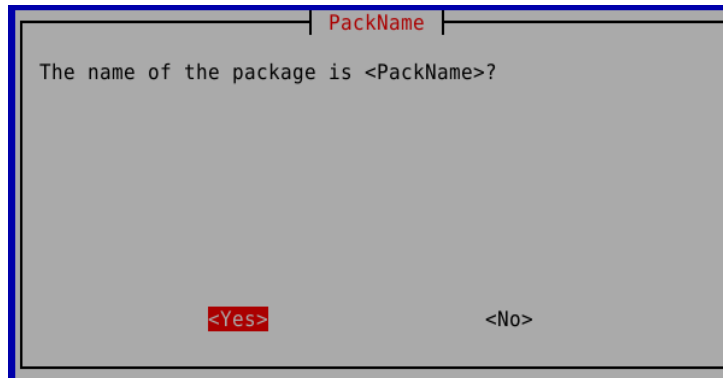 PackName
The name of the package is <PackName>?
<Yes> <No>